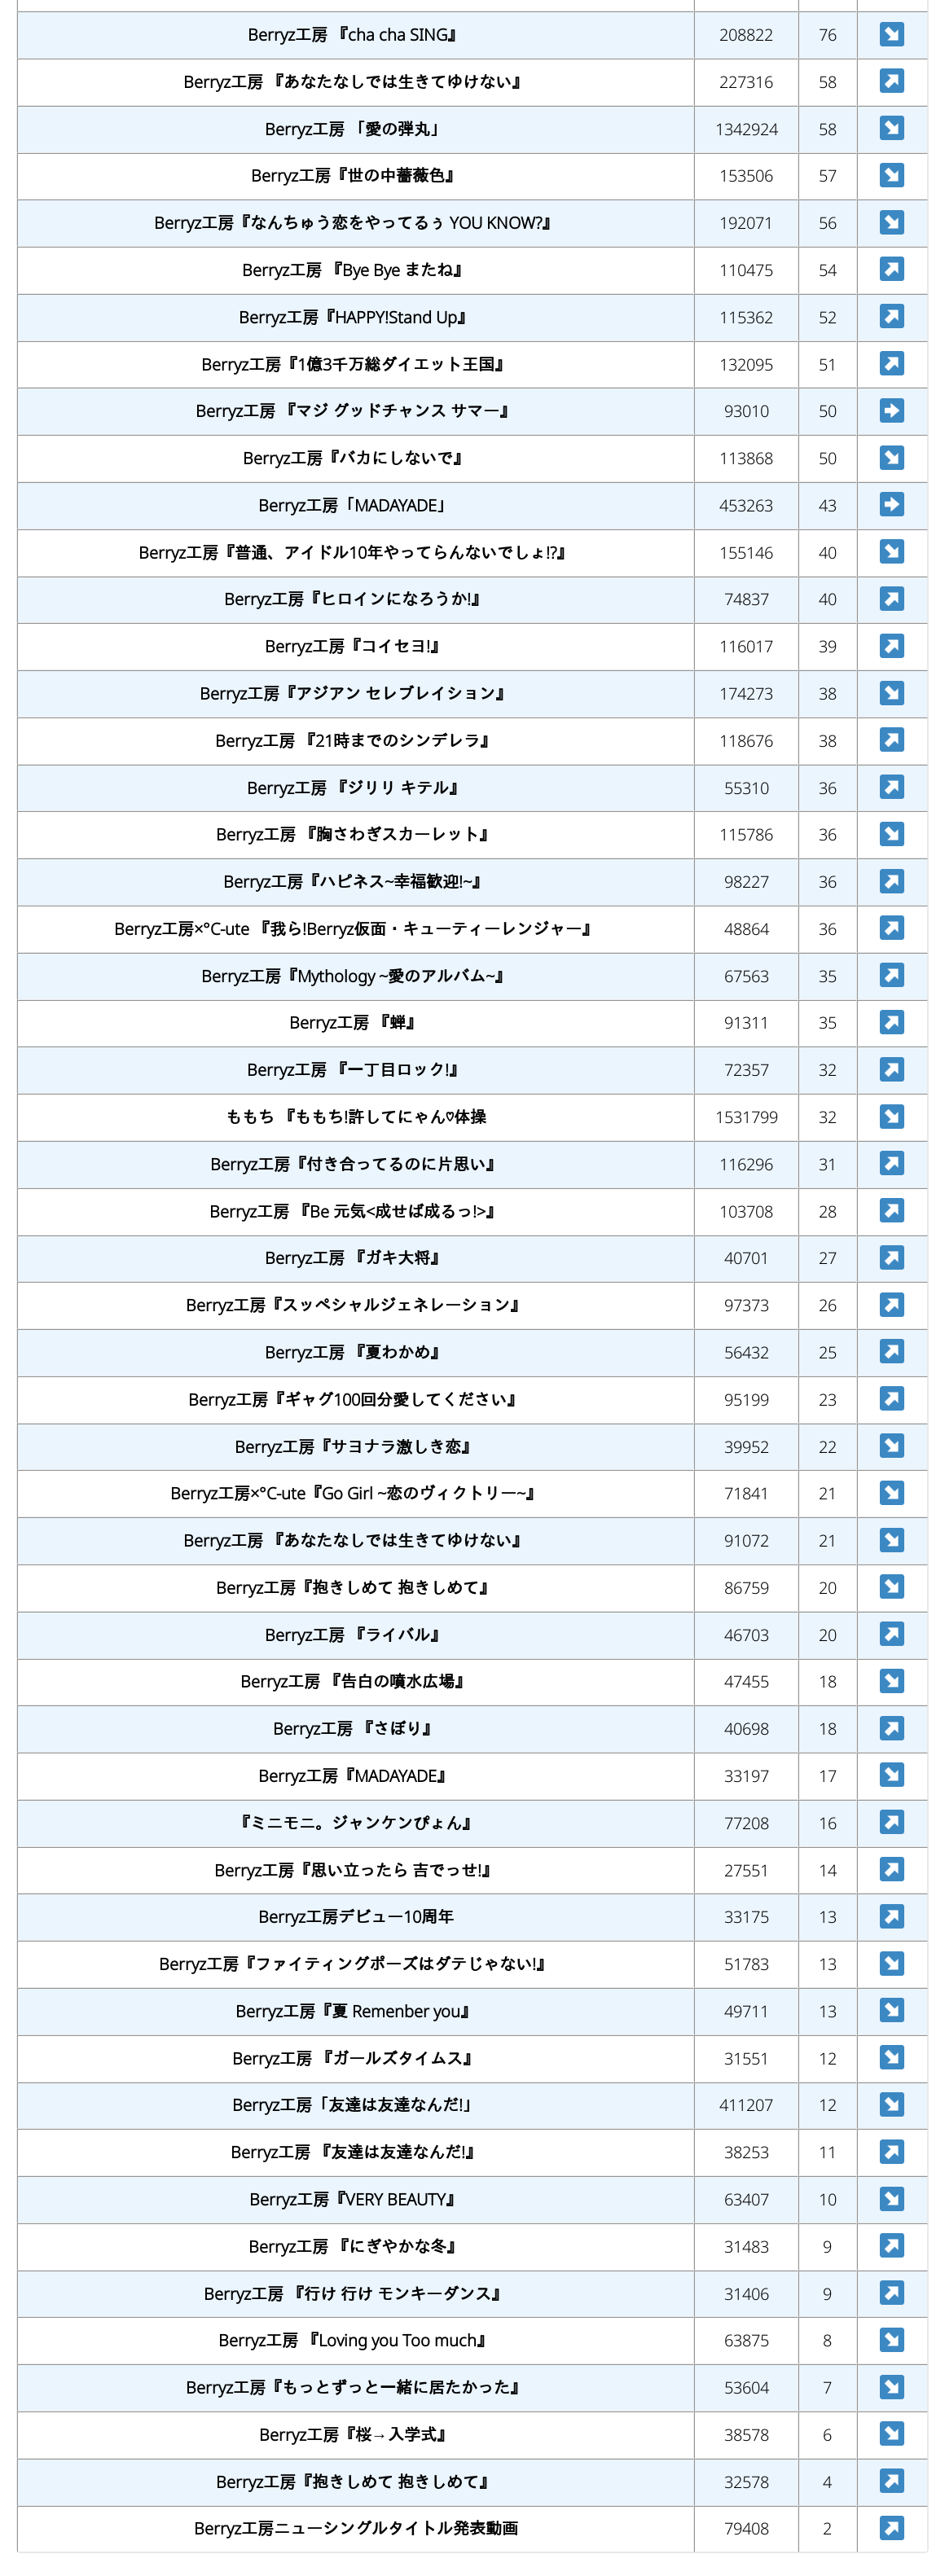 Berryz工房 『cha cha SING』 208822 76 ↘
Berryz工房 『あなたなしでは生きてゆけない』 227316 58 ↗
Berryz工房 「愛の弾丸」 1342924 58 ↘
Berryz工房『世の中薔薇色』 153506 57 ↘
Berryz工房『なんちゅう恋をやってるぅ YOU KNOW?』 192071 56 ↘
Berryz工房 『Bye Bye またね』 110475 54 ↗
Berryz工房『HAPPY!Stand Up』 115362 52 ↗
Berryz工房『1億3千万総ダイエット王国』 132095 51 ↗
Berryz工房 『マジ グッドチャンス サマー』 93010 50 ➡
Berryz工房『バカにしないで』 113868 50 ↘
Berryz工房「MADAYADE」 453263 43 ➡
Berryz工房『普通、アイドル10年やってらんないでしょ!?』 155146 40 ↘
Berryz工房『ヒロインになろうか!』 74837 40 ↗
Berryz工房『コイセヨ!』 116017 39 ↗
Berryz工房『アジアン セレブレイション』 174273 38 ↘
Berryz工房 『21時までのシンデレラ』 118676 38 ↗
Berryz工房 『ジリリ キテル』 55310 36 ↗
Berryz工房 『胸さわぎスカーレット』 115786 36 ↘
Berryz工房『ハピネス~幸福歓迎!~』 98227 36 ↗
Berryz工房×°C-ute 『我ら!Berryz仮面・キューティーレンジャー』 48864 36 ↗
Berryz工房『Mythology ~愛のアルバム~』 67563 35 ↗
Berryz工房 『蝉』 91311 35 ↗
Berryz工房 『一丁目ロック!』 72357 32 ↗
ももち 『ももち!許してにゃん♡体操 1531799 32 ↘
Berryz工房『付き合ってるのに片思い』 116296 31 ↗
Berryz工房 『Be 元気<成せば成るっ!>』 103708 28 ↗
Berryz工房 『ガキ大将』 40701 27 ↗
Berryz工房『スッペシャルジェネレ〜ション』 97373 26 ↗
Berryz工房 『夏わかめ』 56432 25 ↗
Berryz工房『ギャグ100回分愛してください』 95199 23 ↗
Berryz工房『サヨナラ激しき恋』 39952 22 ↘
Berryz工房×°C-ute『Go Girl ~恋のヴィクトリー~』 71841 21 ↘
Berryz工房 『あなたなしでは生きてゆけない』 91072 21 ↘
Berryz工房『抱きしめて 抱きしめて』 86759 20 ↘
Berryz工房 『ライバル』 46703 20 ↗
Berryz工房 『告白の噴水広場』 47455 18 ↘
Berryz工房 『さぼり』 40698 18 ↗
Berryz工房『MADAYADE』 33197 17 ↘
『ミニモニ。ジャンケンぴょん』 77208 16 ↗
Berryz工房『思い立ったら 吉でっせ!』 27551 14 ↗
Berryz工房デビュー10周年 33175 13 ↗
Berryz工房『ファイティングポーズはダテじゃない!』 51783 13 ↘
Berryz工房『夏 Remenber you』 49711 13 ↘
Berryz工房 『ガールズタイムス』 31551 12 ↘
Berryz工房「友達は友達なんだ!」 411207 12 ↘
Berryz工房 『友達は友達なんだ!』 38253 11 ↗
Berryz工房『VERY BEAUTY』 63407 10 ↘
Berryz工房 『にぎやかな冬』 31483 9 ↗
Berryz工房 『行け 行け モンキーダンス』 31406 9 ↗
Berryz工房 『Loving you Too much』 63875 8 ↘
Berryz工房『もっとずっと一緒に居たかった』 53604 7 ↘
Berryz工房『桜→入学式』 38578 6 ↘
Berryz工房『抱きしめて 抱きしめて』 32578 4 ↗
Berryz工房ニューシングルタイトル発表動画 79408 2 ↗